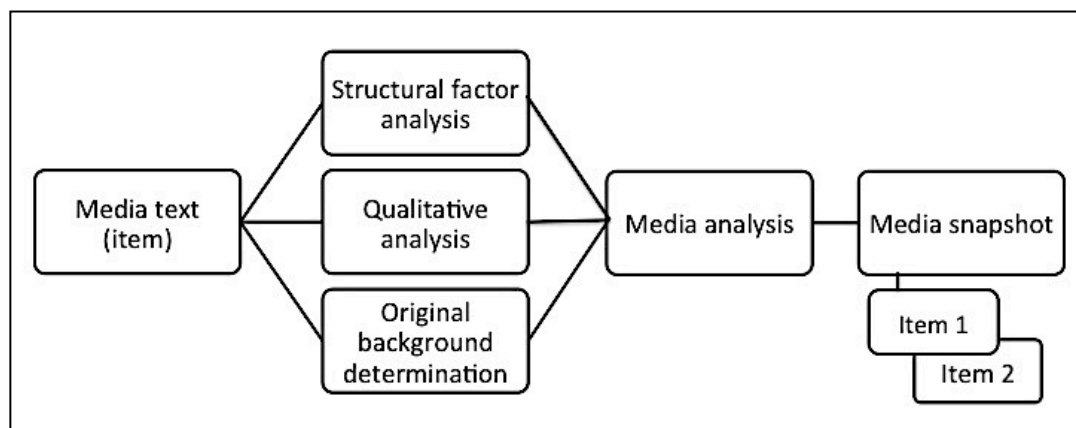 Media text
(item)
Structural factor
analysis
Qualitative
analysis
Original
background
determination
Media analysis
Media snapshot
Item 1
Item 2